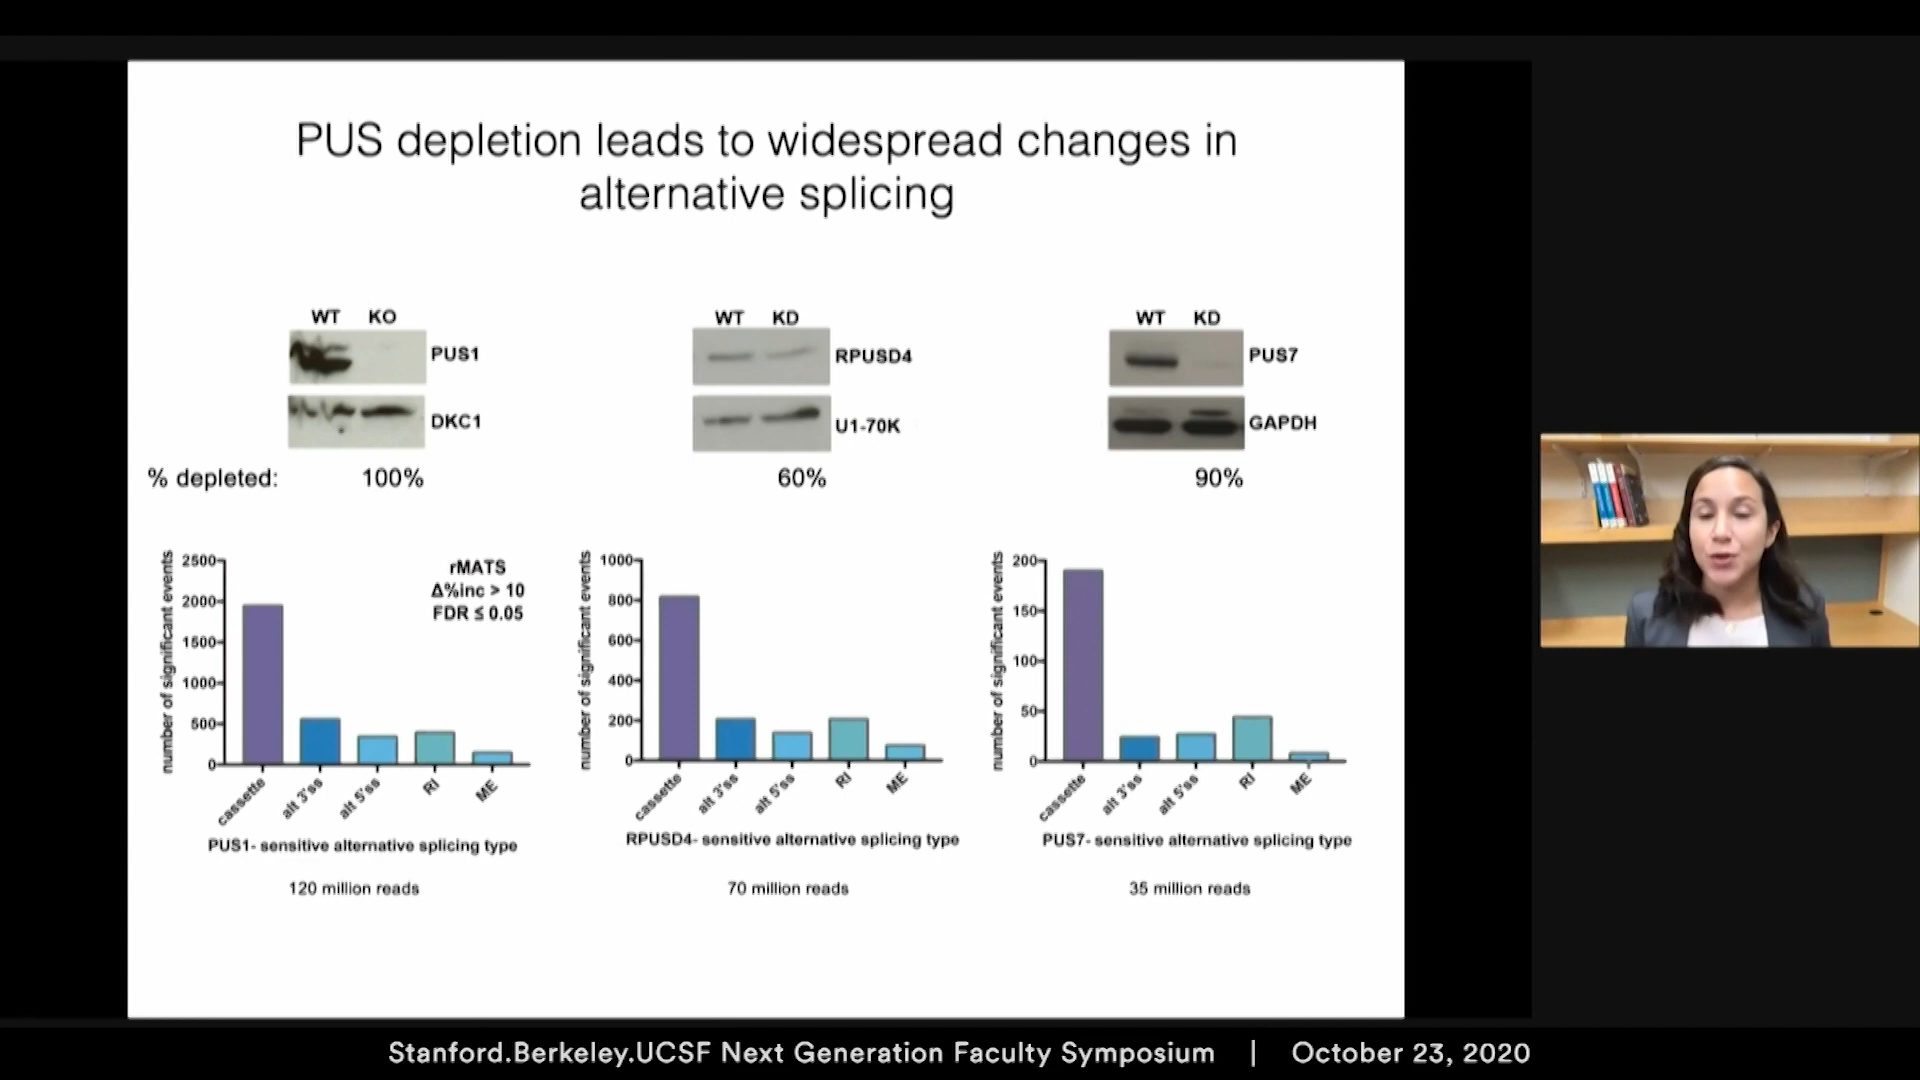 PUS depletion leads to widespread changes in
alternative splicing
WT KO
PUS1
DKC1
WT KD
RPUSD4
U1-70K
WT KD
PUS7
GAPDH
% depleted: 100% 60% 90%
number of significant events
2500
2000
1500
1000
500
0
rMATS
Δ%inc > 10
FDR ≤ 0.05
cassette
alt 3'ss
alt 5'ss
RI
ME
PUS1- sensitive alternative splicing type
120 million reads
number of significant events
1000
800
600
400
200
0
cassette
alt 3'ss
alt 5'ss
RI
ME
RPUSD4- sensitive alternative splicing type
70 million reads
number of significant events
200
150
100
50
0
cassette
alt 3'ss
alt 5'ss
RI
ME
PUS7- sensitive alternative splicing type
35 million reads
Stanford.Berkeley.UCSF Next Generation Faculty Symposium | October 23, 2020